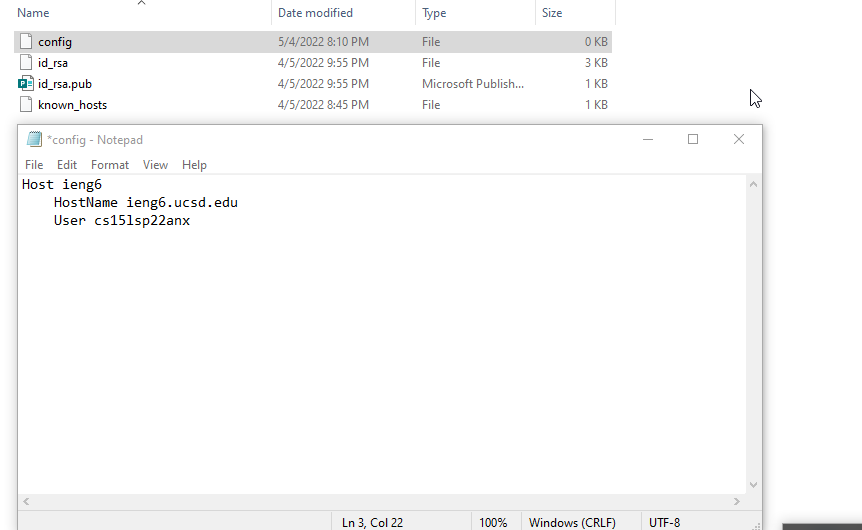 Name Date modified Type Size
config 5/4/2022 8:10 PM File 0 KB
id_rsa 4/5/2022 9:55 PM File 3 KB
id_rsa.pub 4/5/2022 9:55 PM Microsoft Publish... 1 KB
known_hosts 4/5/2022 8:45 PM File 1 KB
*config - Notepad
File Edit Format View Help
Host ieng6
    HostName ieng6.ucsd.edu
    User cs15lsp22anx
Ln 3, Col 22 100% Windows (CRLF) UTF-8